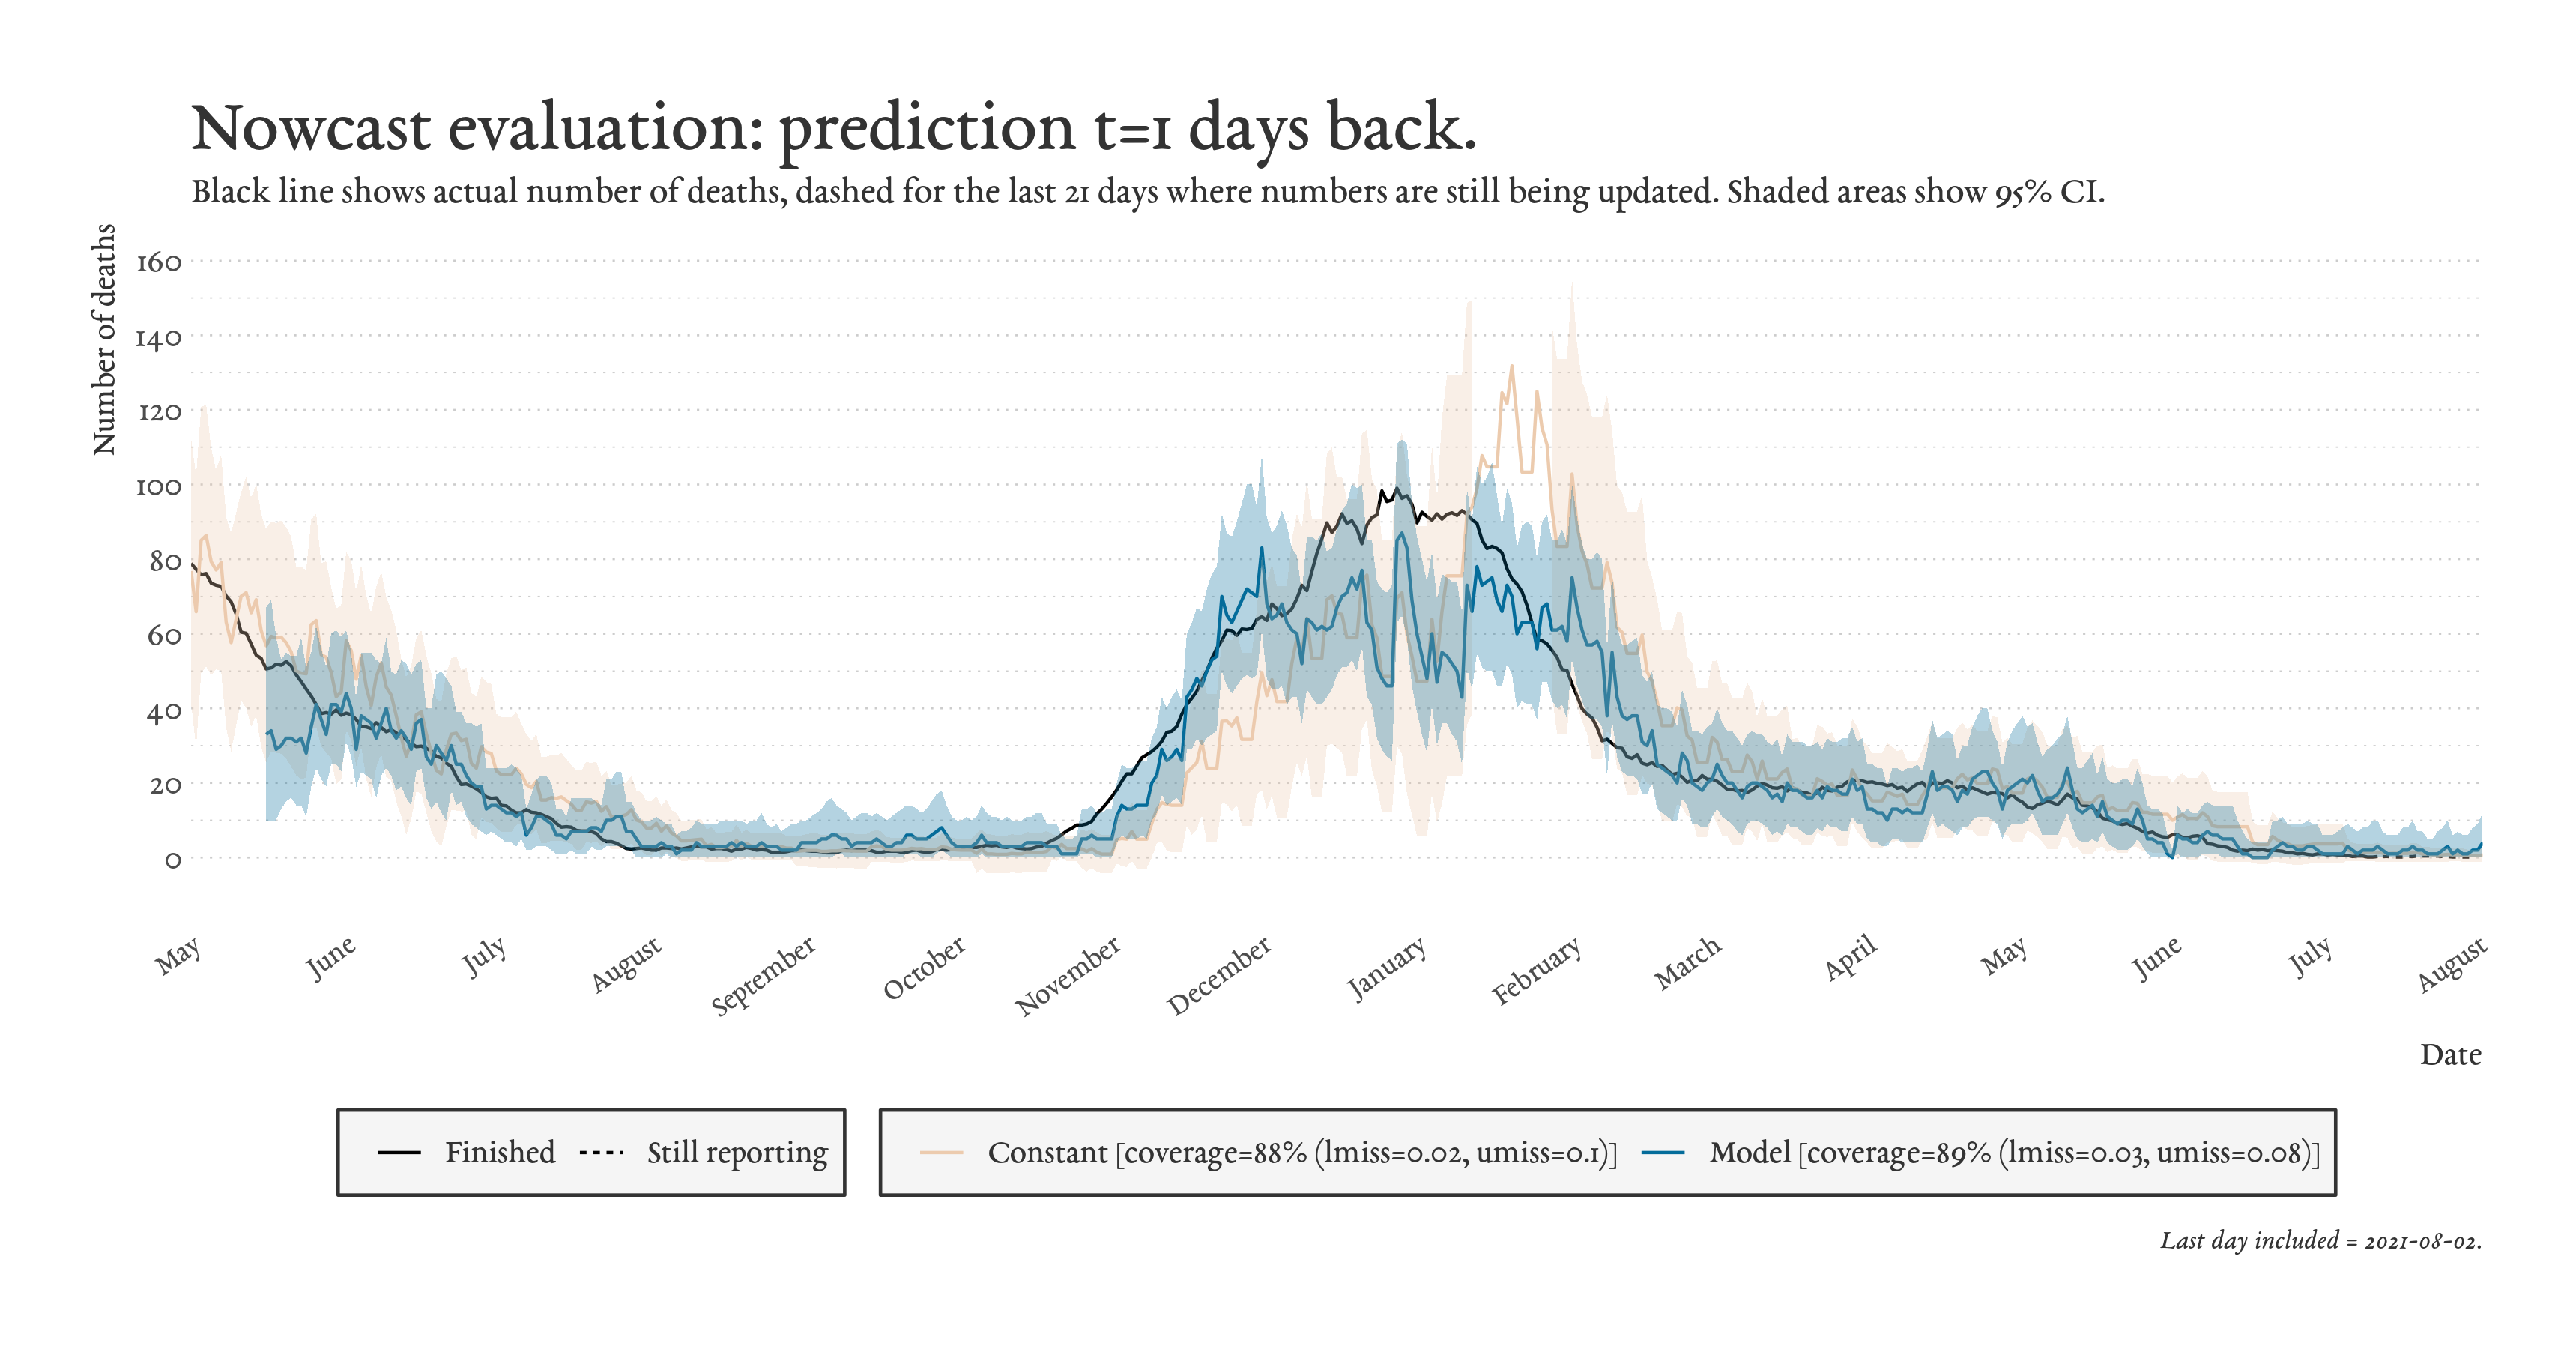 Nowcast evaluation: prediction t=1 days back.
Black line shows actual number of deaths, dashed for the last 21 days where numbers are still being updated. Shaded areas show 95% CI.
Number of deaths
160
140
120
100
80
60
40
20
0
May June July August September October November December January February March April May June July August
Date
Finished Still reporting
Constant [coverage=88% (lmiss=0.02, umiss=0.1)] Model [coverage=89% (lmiss=0.03, umiss=0.08)]
Last day included = 2021-08-02.